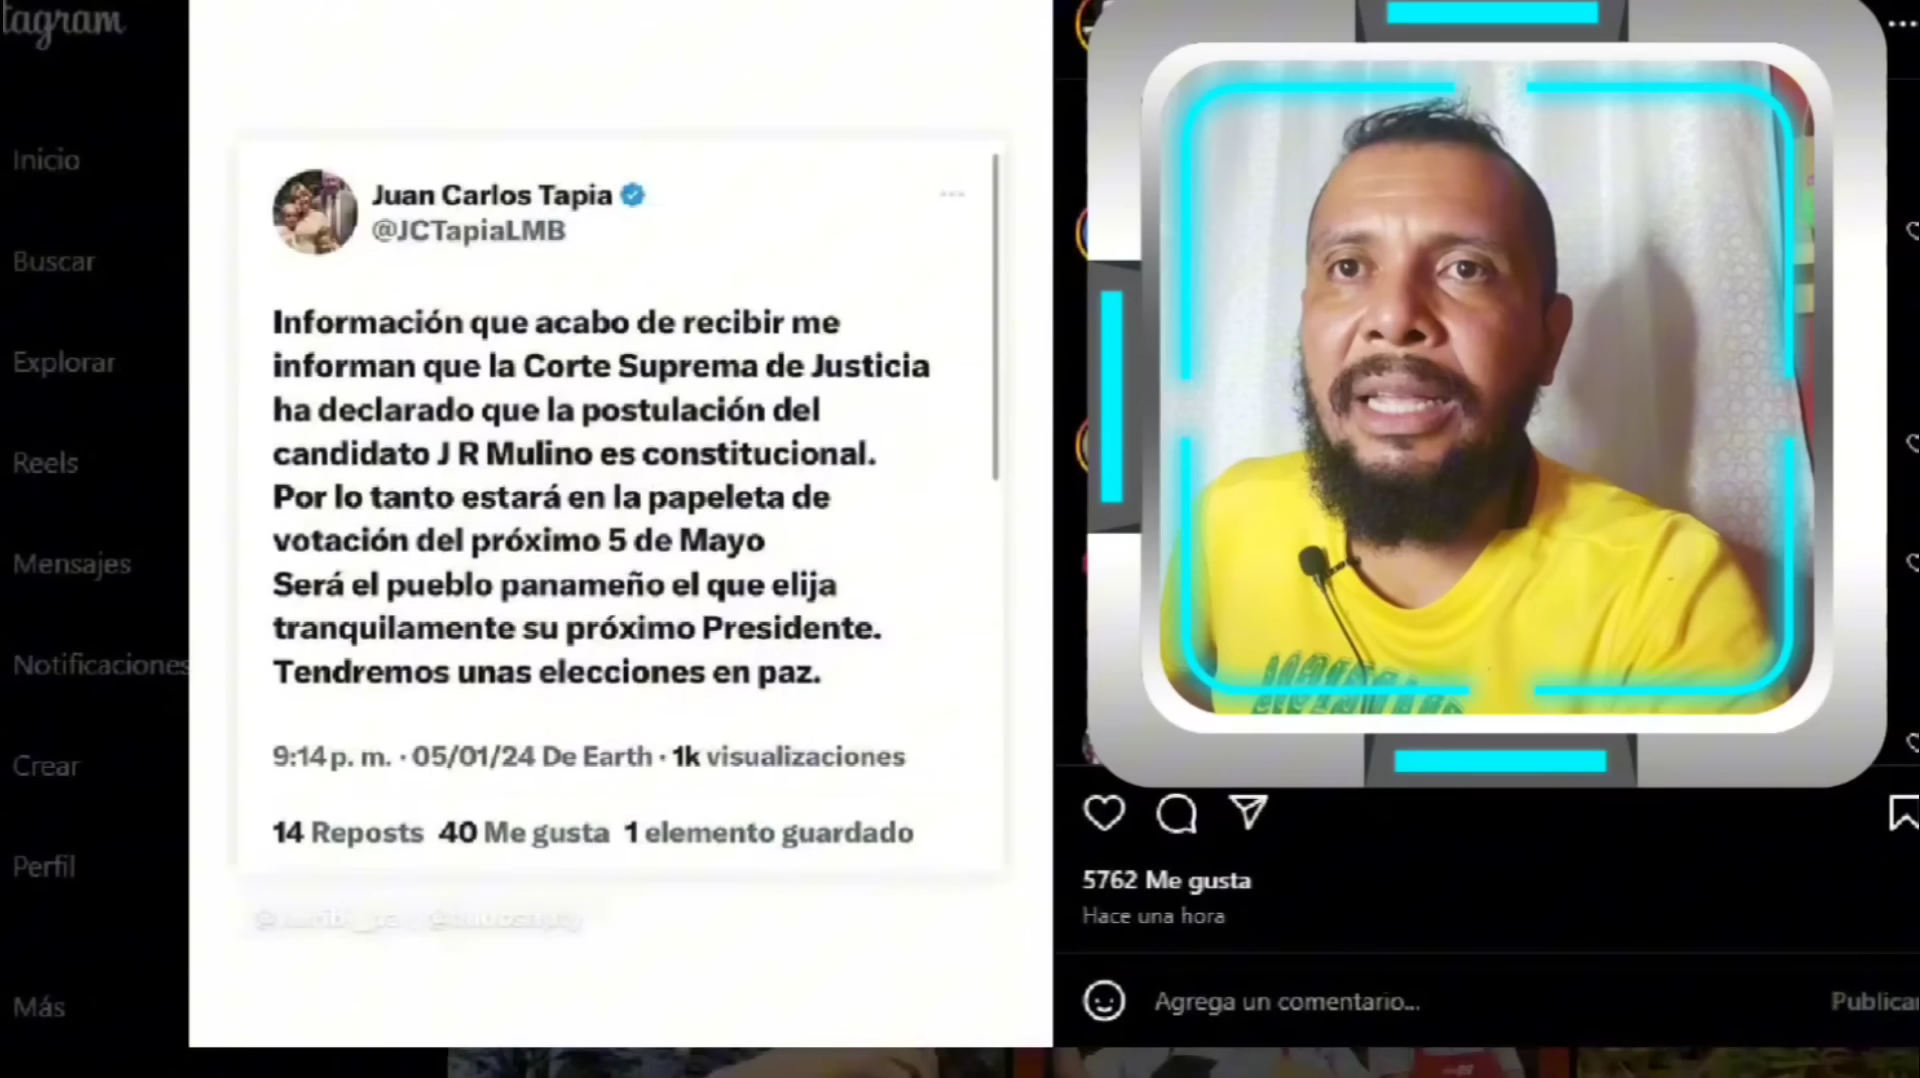 tagram
Inicio
Buscar
Explorar
Reels
Mensajes
Notificaciones
Crear
Perfil
Más
Juan Carlos Tapia
@JCTapiaLMB
Información que acabo de recibir me
informan que la Corte Suprema de Justicia
ha declarado que la postulación del
candidato J R Mulino es constitucional.
Por lo tanto estará en la papeleta de
votación del próximo 5 de Mayo
Será el pueblo panameño el que elija
tranquilamente su próximo Presidente.
Tendremos unas elecciones en paz.
9:14 p. m. · 05/01/24 De Earth · 1k visualizaciones
14 Reposts 40 Me gusta 1 elemento guardado
5762 Me gusta
Hace una hora
Agrega un comentario...
Publicar